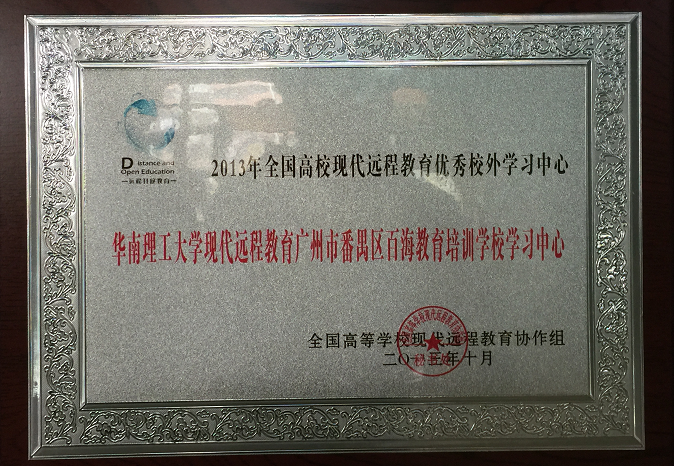 Distance and
Open Education
2013年全国高校现代远程教育优秀校外学习中心
华南理工大学现代远程教育广州市番禺区百海教育培训学校学习中心
全国高等学校现代远程教育协作组
二〇一三年十月